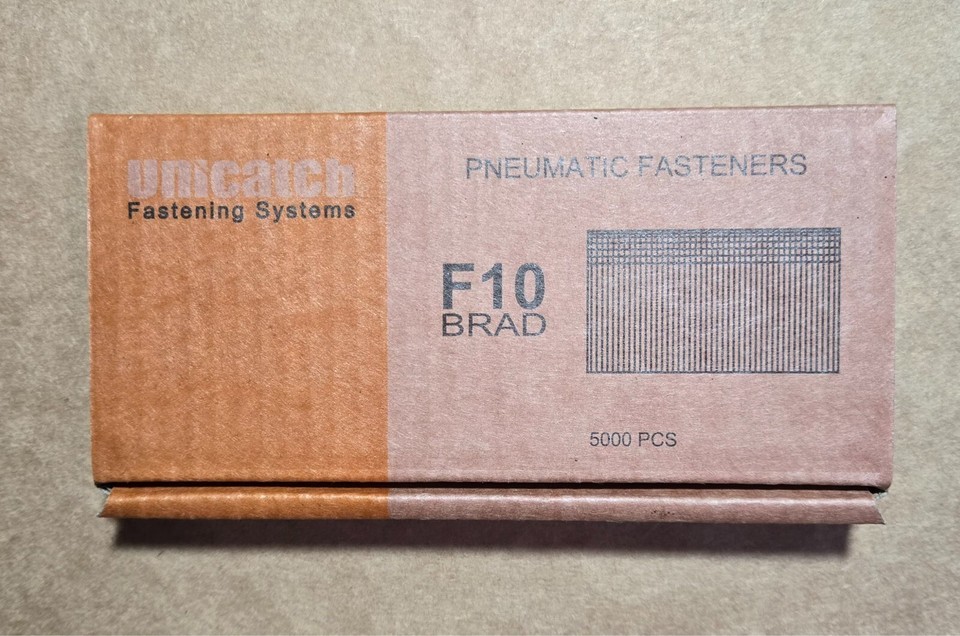 unicatch
Fastening Systems
PNEUMATIC FASTENERS
F10
BRAD
5000 PCS